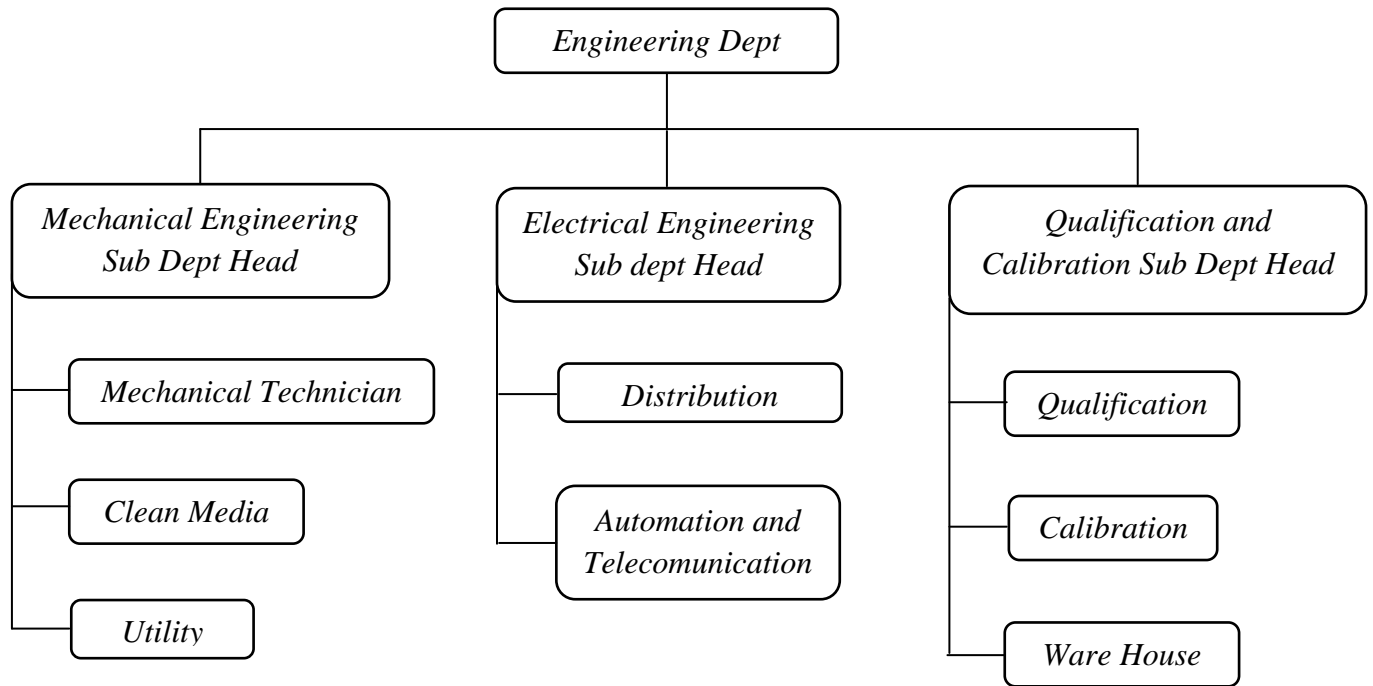 Engineering Dept
Mechanical Engineering
Sub Dept Head
Electrical Engineering
Sub dept Head
Qualification and
Calibration Sub Dept Head
Mechanical Technician
Clean Media
Utility
Distribution
Automation and
Telecomunication
Qualification
Calibration
Ware House